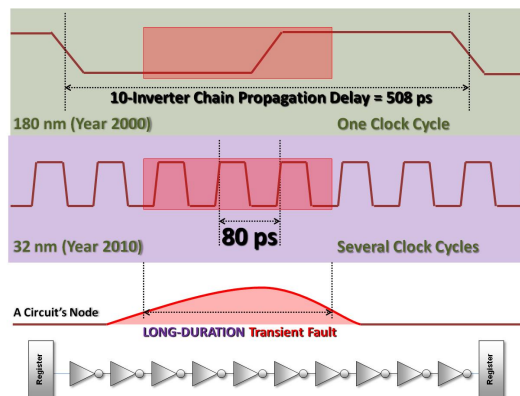 10-Inverter Chain Propagation Delay = 508 ps
180 nm (Year 2000)
One Clock Cycle
80 ps
32 nm (Year 2010)
Several Clock Cycles
A Circuit's Node
LONG-DURATION Transient Fault
Register
Register